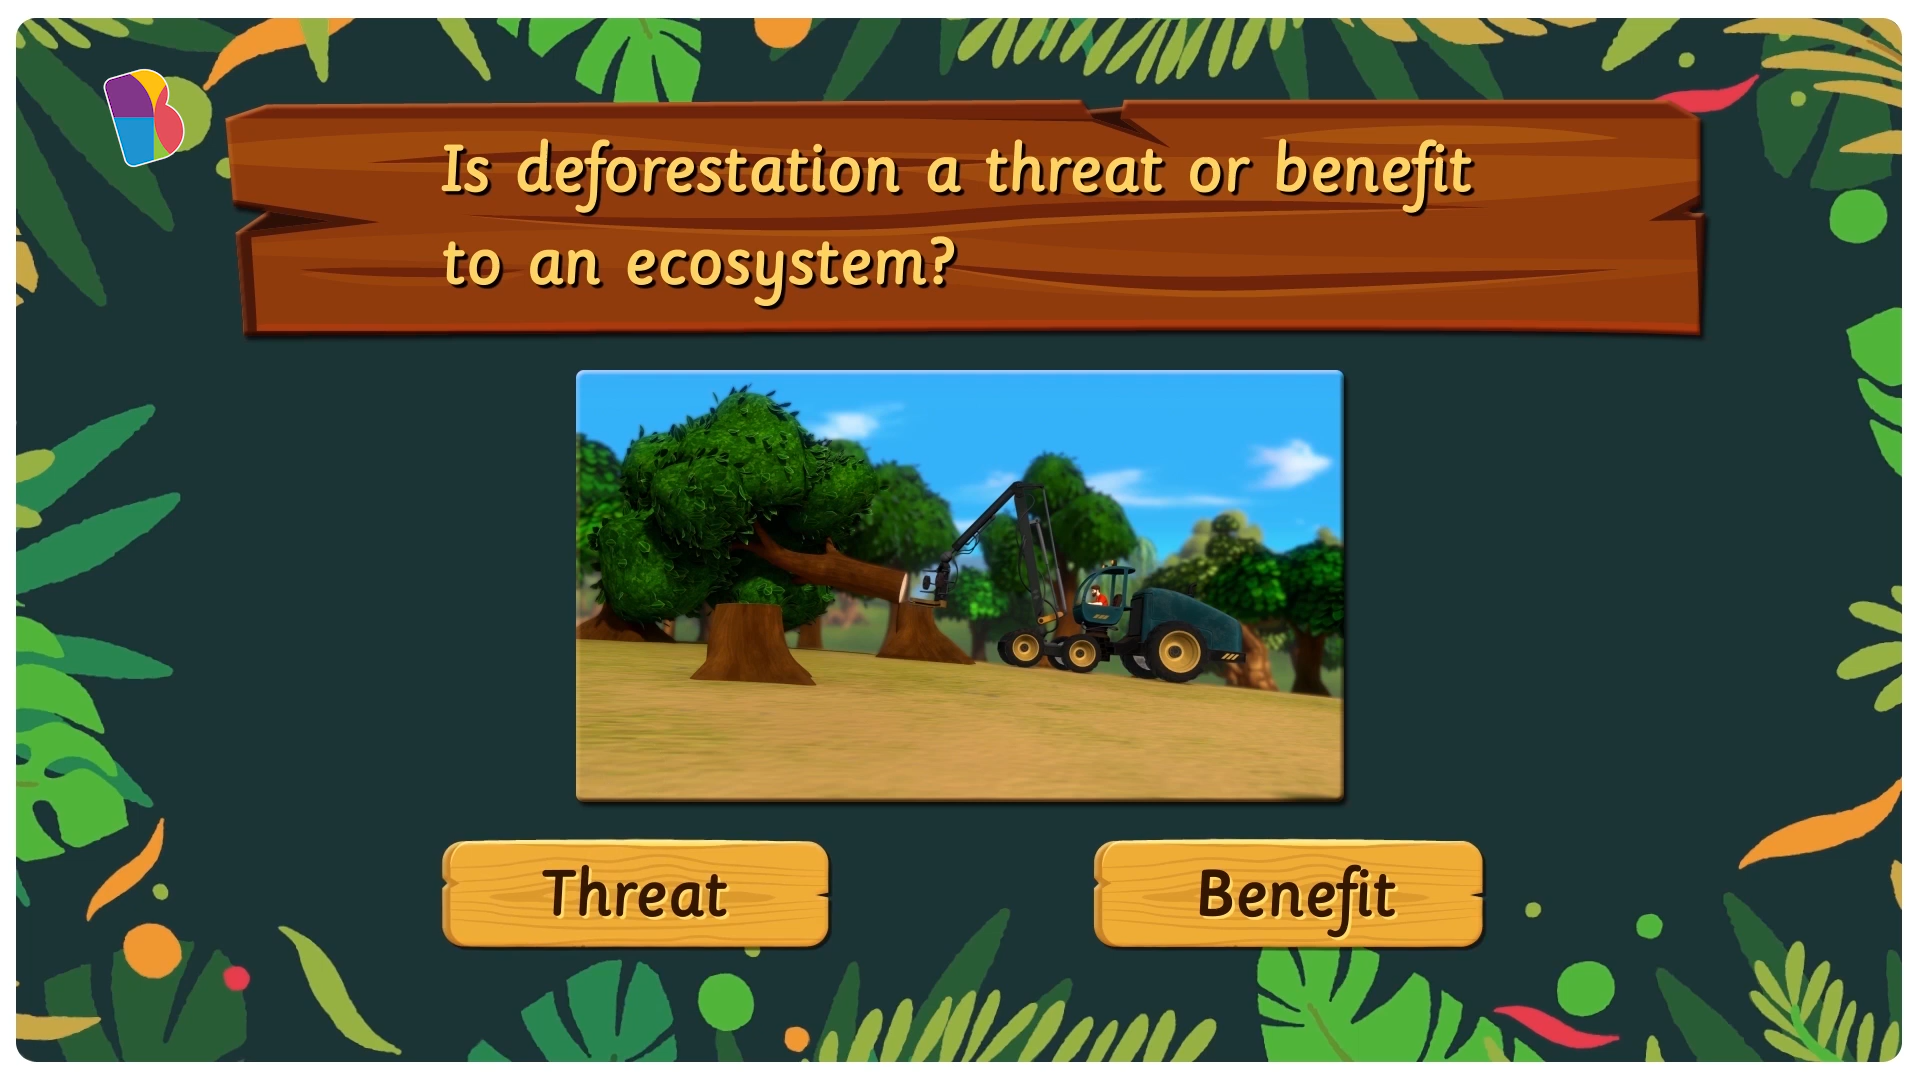 Is deforestation a threat or benefit
to an ecosystem?
Threat
Benefit